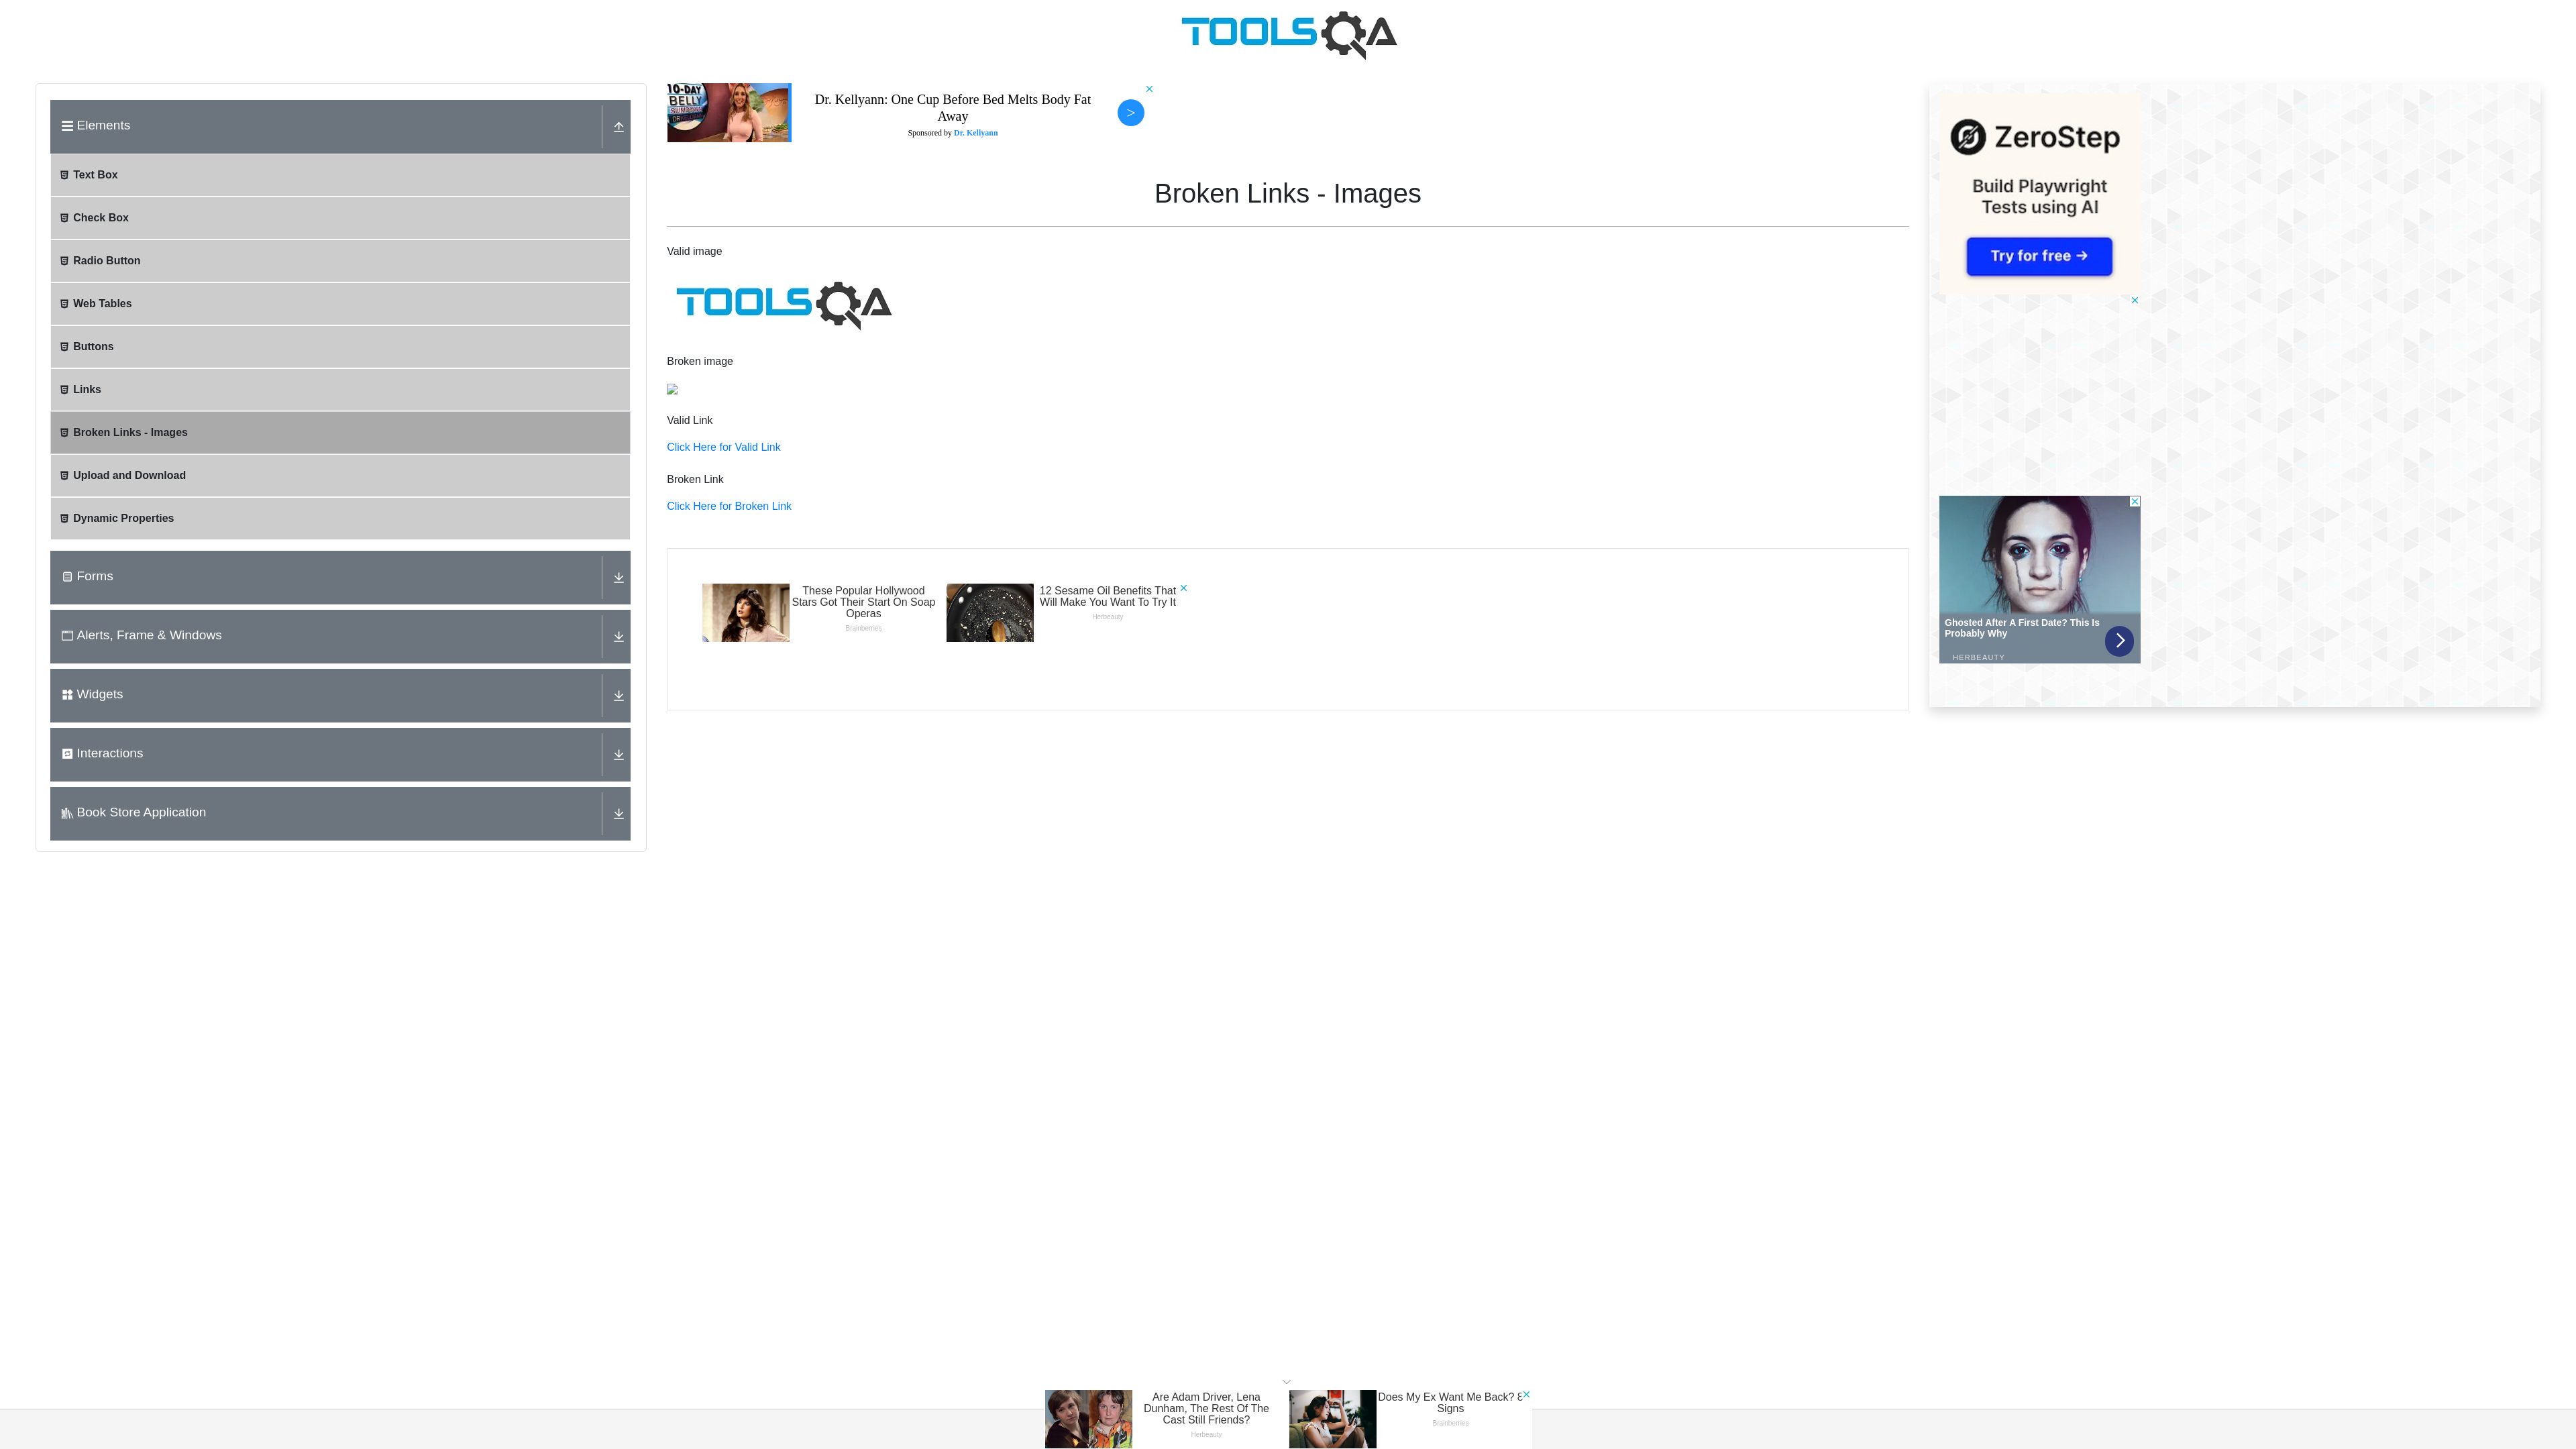 TOOLSQA
Elements
Text Box
Check Box
Radio Button
Web Tables
Buttons
Links
Broken Links - Images
Upload and Download
Dynamic Properties
Forms
Alerts, Frame & Windows
Widgets
Interactions
Book Store Application
10-DAY
BELLY
SLIMDOWN
Dr. Kellyann: One Cup Before Bed Melts Body Fat
Away
Sponsored by Dr. Kellyann
>
Broken Links - Images
Valid image
TOOLSQA
Broken image
Valid Link
Click Here for Valid Link
Broken Link
Click Here for Broken Link
These Popular Hollywood
Stars Got Their Start On Soap
Operas
Brainberries
12 Sesame Oil Benefits That
Will Make You Want To Try It
Herbeauty
ZeroStep
Build Playwright
Tests using AI
Try for free →
Ghosted After A First Date? This Is
Probably Why
HERBEAUTY
Are Adam Driver, Lena
Dunham, The Rest Of The
Cast Still Friends?
Herbeauty
Does My Ex Want Me Back?
Signs
Brainberries